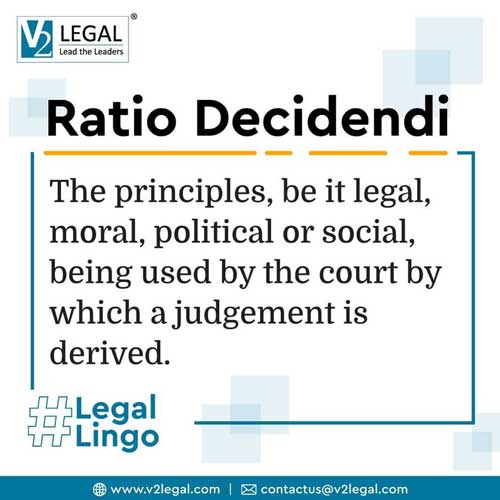 V2 LEGAL ®
Lead the Leaders
Ratio Decidendi
The principles, be it legal,
moral, political or social,
being used by the court by
which a judgement is
derived.
#Legal
Lingo
www.v2legal.com | contactus@v2legal.com